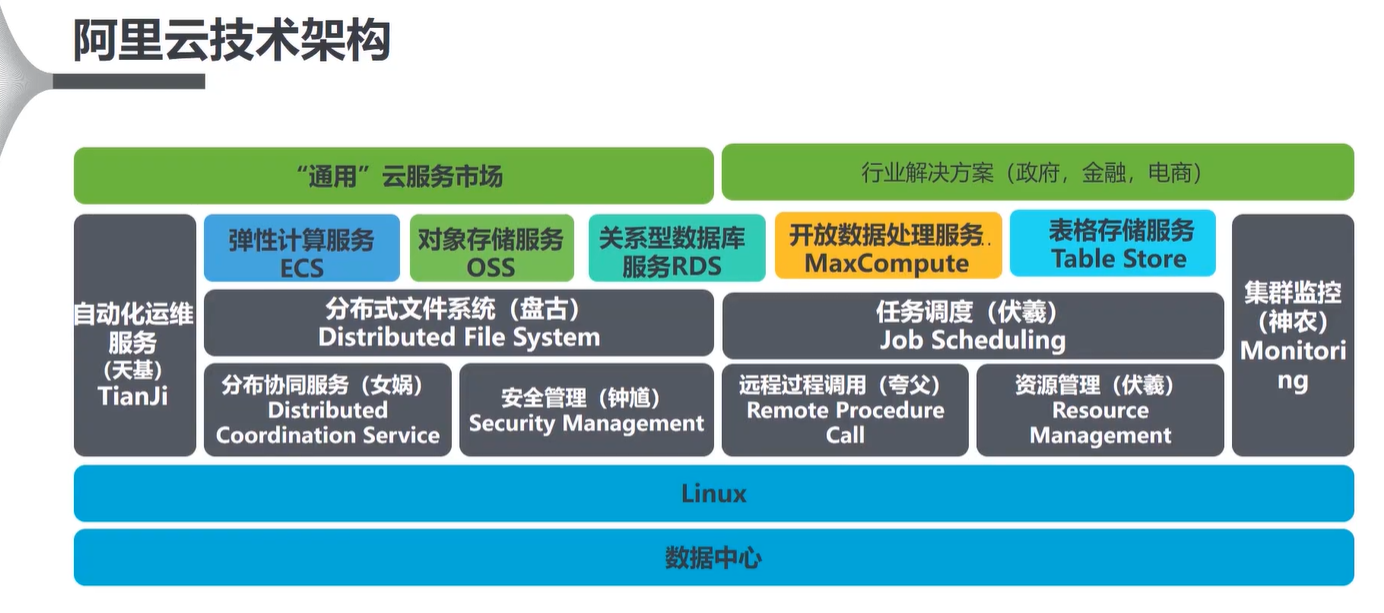 阿里云技术架构
“通用”云服务市场
行业解决方案（政府，金融，电商）
自动化运维
服务
（天基）
TianJi
弹性计算服务
ECS
对象存储服务
OSS
关系型数据库
服务RDS
开放数据处理服务.
MaxCompute
表格存储服务
Table Store
集群监控
（神农）
Monitori
ng
分布式文件系统（盘古）
Distributed File System
任务调度（伏羲）
Job Scheduling
分布协同服务（女娲）
Distributed
Coordination Service
安全管理（钟馗）
Security Management
远程过程调用（夸父）
Remote Procedure
Call
资源管理（伏羲）
Resource
Management
Linux
数据中心